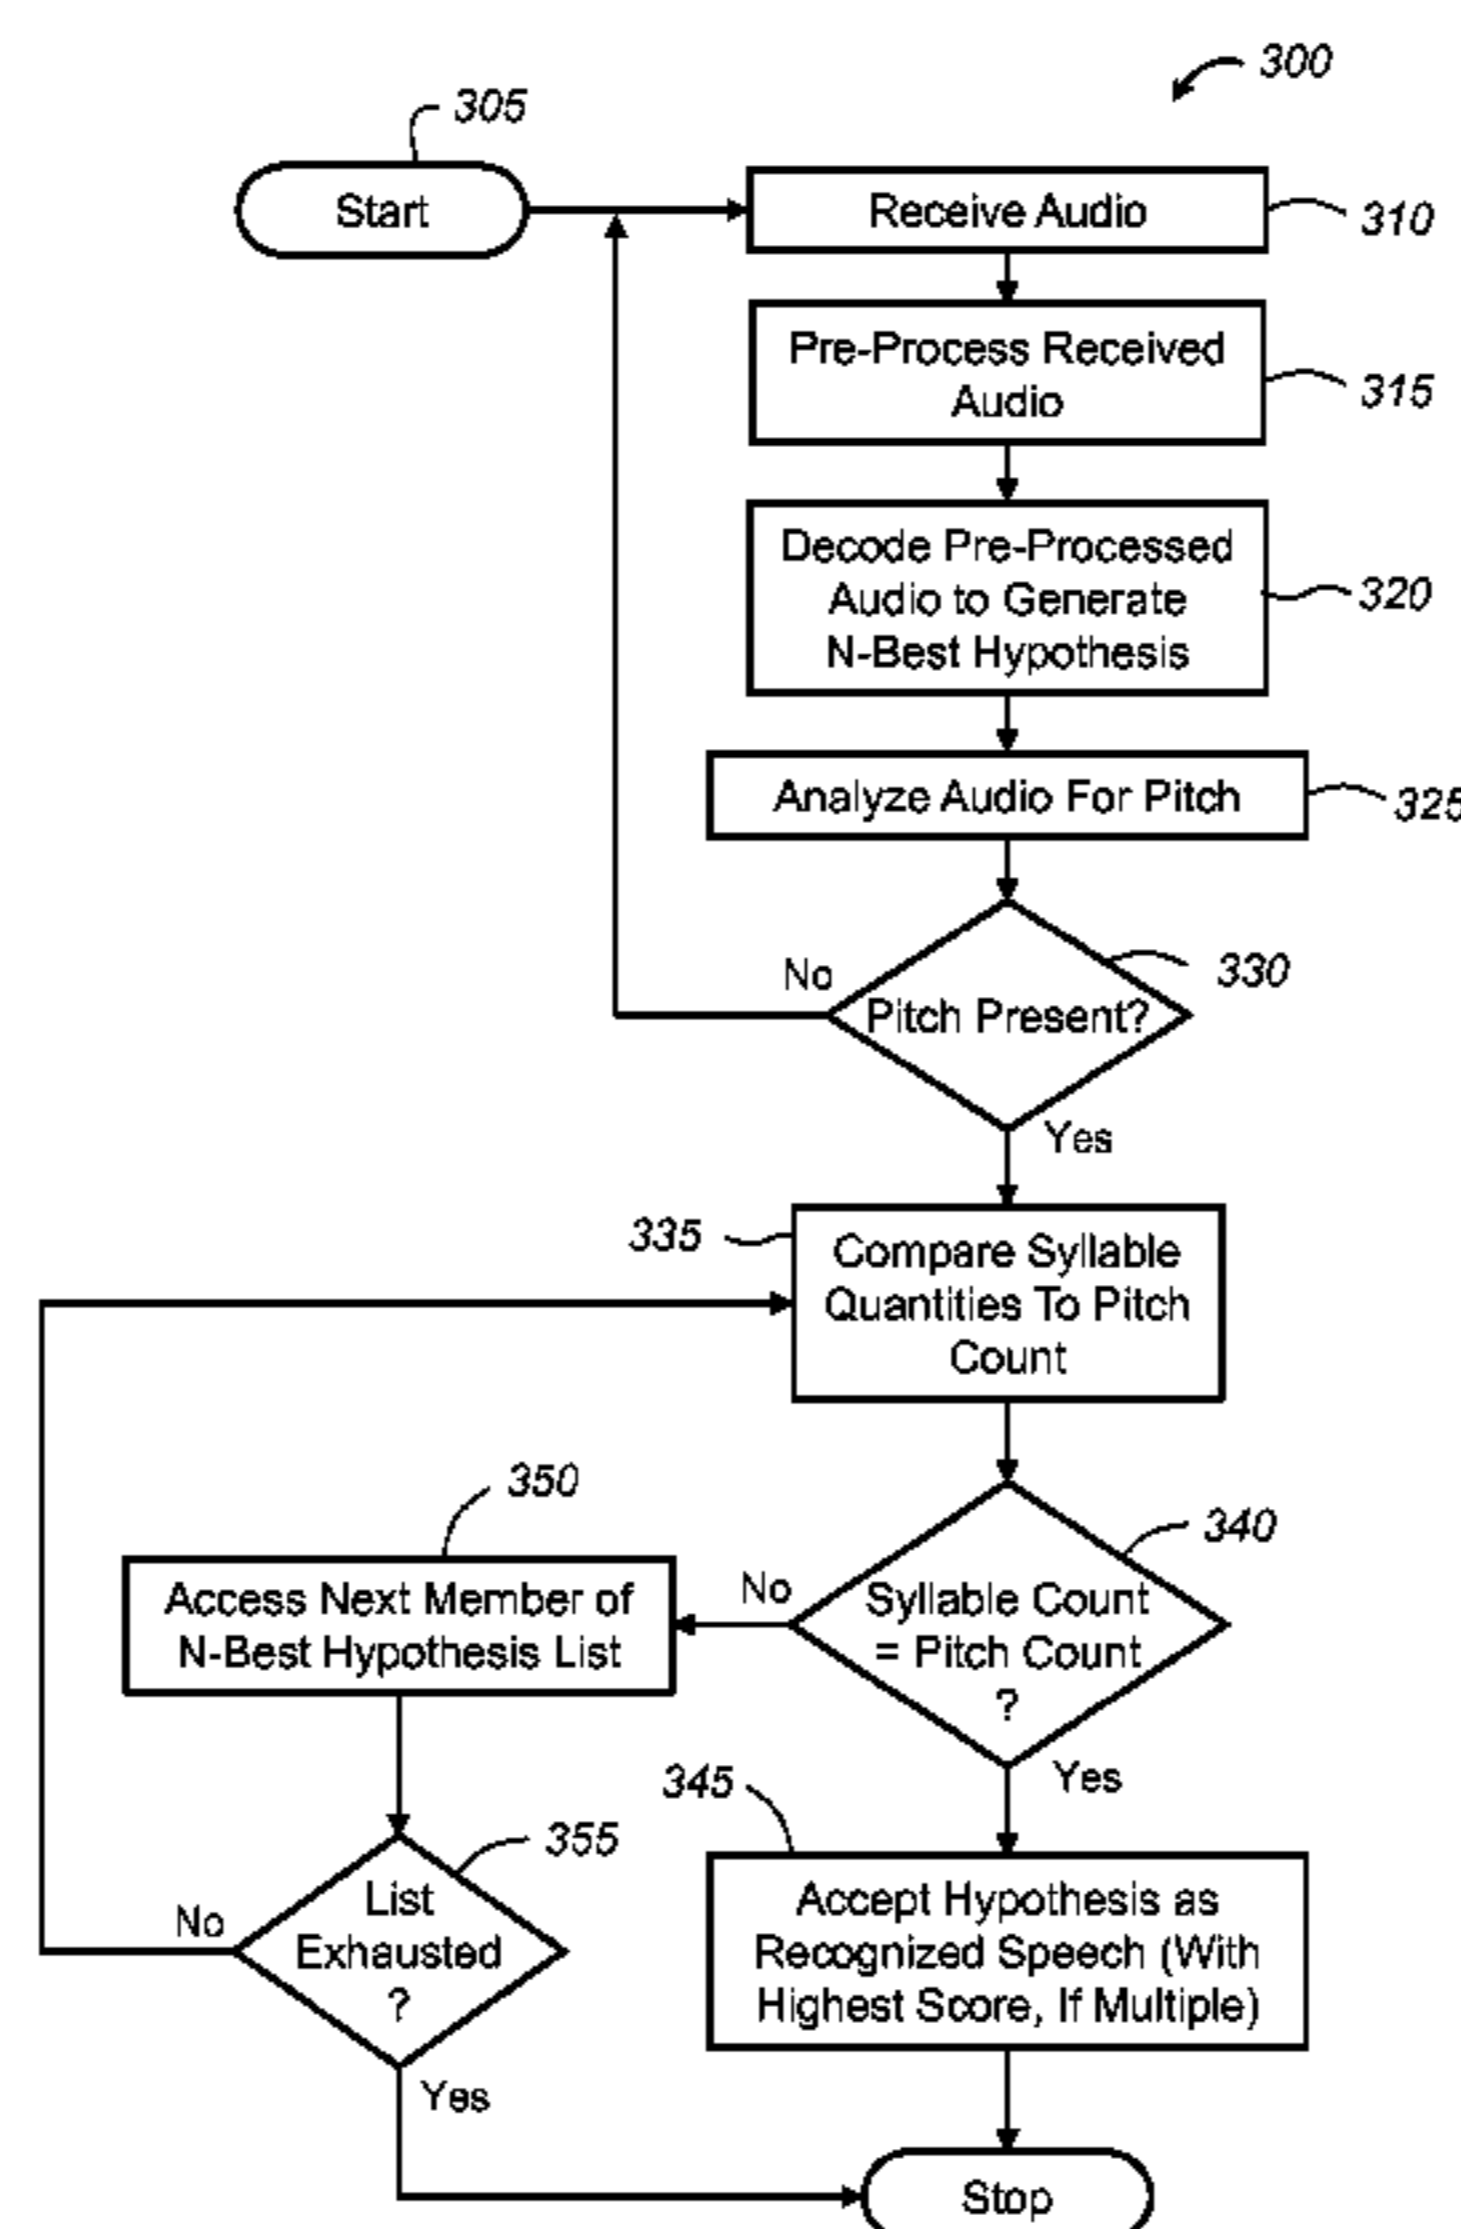 300
305
Start
Receive Audio
310
Pre-Process Received
Audio
315
Decode Pre-Processed
Audio to Generate
N-Best Hypothesis
320
Analyze Audio For Pitch
325
No
Pitch Present?
330
Yes
335
Compare Syllable
Quantities To Pitch
Count
350
Access Next Member of
N-Best Hypothesis List
No
Syllable Count
= Pitch Count
?
340
Yes
345
355
No
List
Exhausted
?
Yes
Accept Hypothesis as
Recognized Speech (With
Highest Score, If Multiple)
Stop